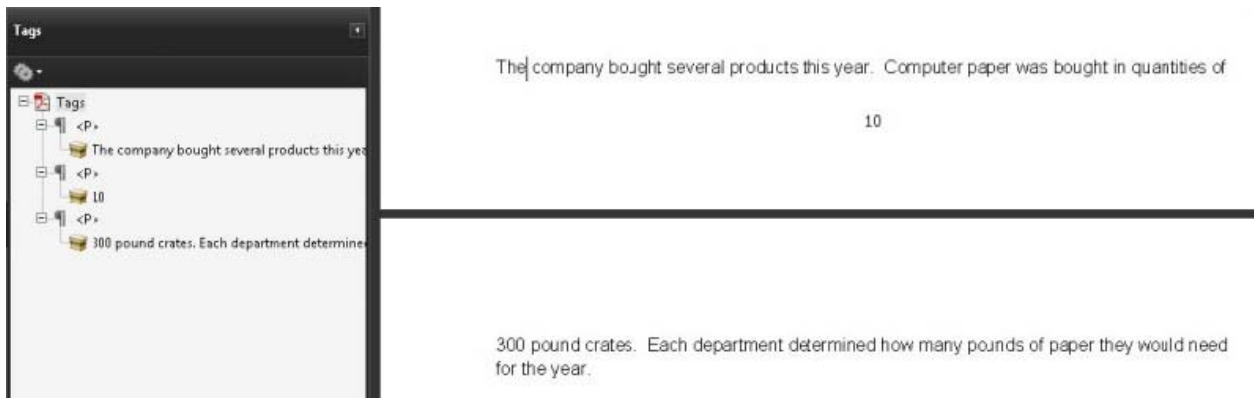 Tags
Tags
<P>
The company bought several products this yea
<P>
10
<P>
300 pound crates. Each department determine
The company bought several products this year.  Computer paper was bought in quantities of
10
300 pound crates.  Each department determined how many pounds of paper they would need
for the year.